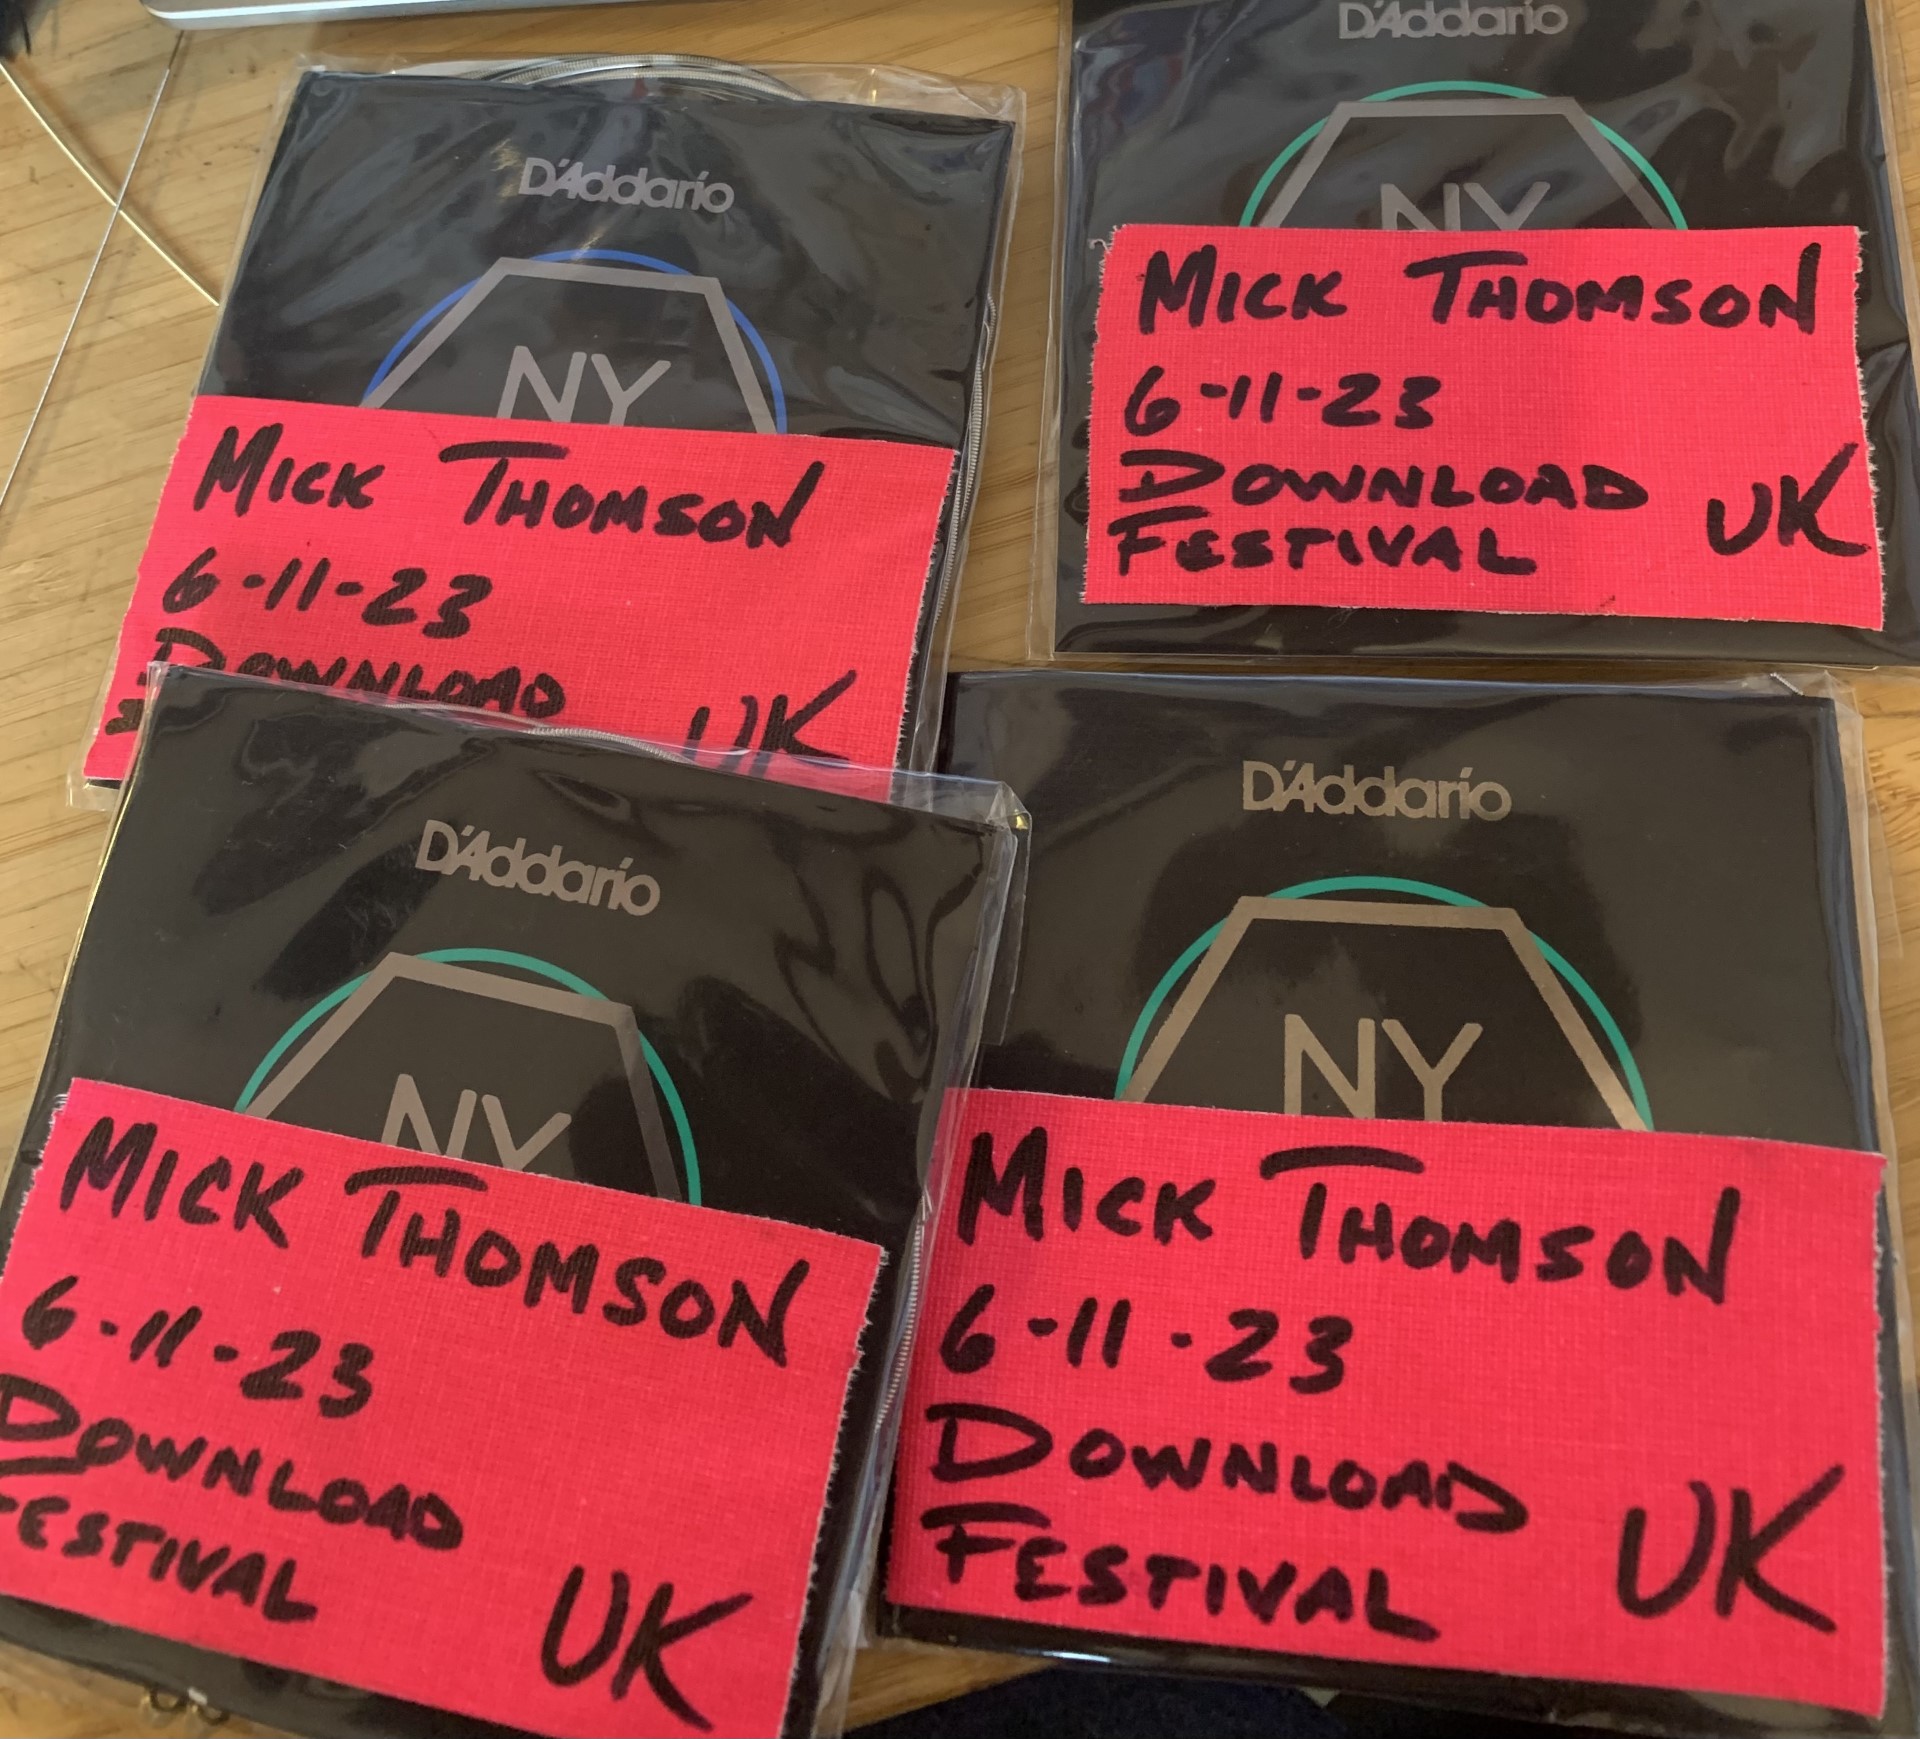 D'Addario
NY
MICK THOMSON
6-11-23
DOWNLOAD
UK
D'Addario
NY
MICK THOMSON
6-11-23
DOWNLOAD
FESTIVAL UK
D'Addario
NY
MICK THOMSON
6-11-23
DOWNLOAD
FESTIVAL
UK
D'Addario
NY
MICK THOMSON
6-11-23
DOWNLOAD
FESTIVAL UK